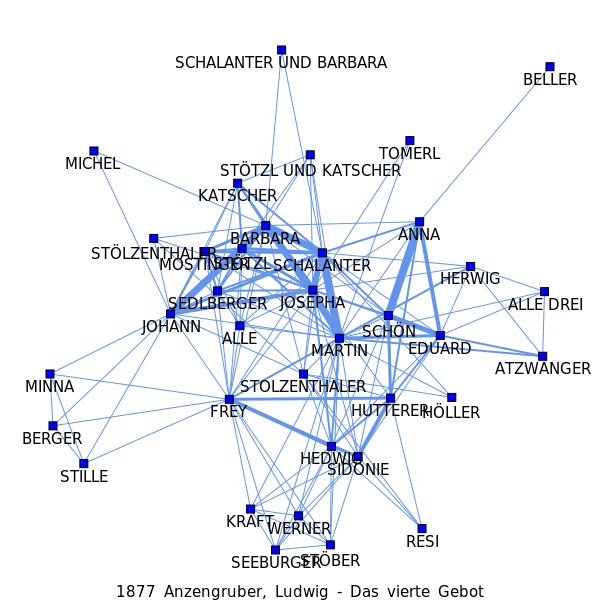 SCHALANTER UND BARBARA
BELLER
TOMERL
MICHEL
STÖTZL UND KATSCHER
KATSCHER
ANNA
BARBARA
STÖLZENTHALER
MOSTINGER
STÖTZL
SCHALANTER
HERWIG
SEDLBERGER
JOSEPHA
ALLE DREI
JOHANN
SCHÖN
ALLE
MARTIN
EDUARD
ATZWANGER
MINNA
STOLZENTHALER
FREY
HUTTERER
HÖLLER
BERGER
HEDWIG
SIDONIE
STILLE
KRAFT
WERNER
RESI
SEEBURGER
STÖBER
1877 Anzengruber, Ludwig - Das vierte Gebot